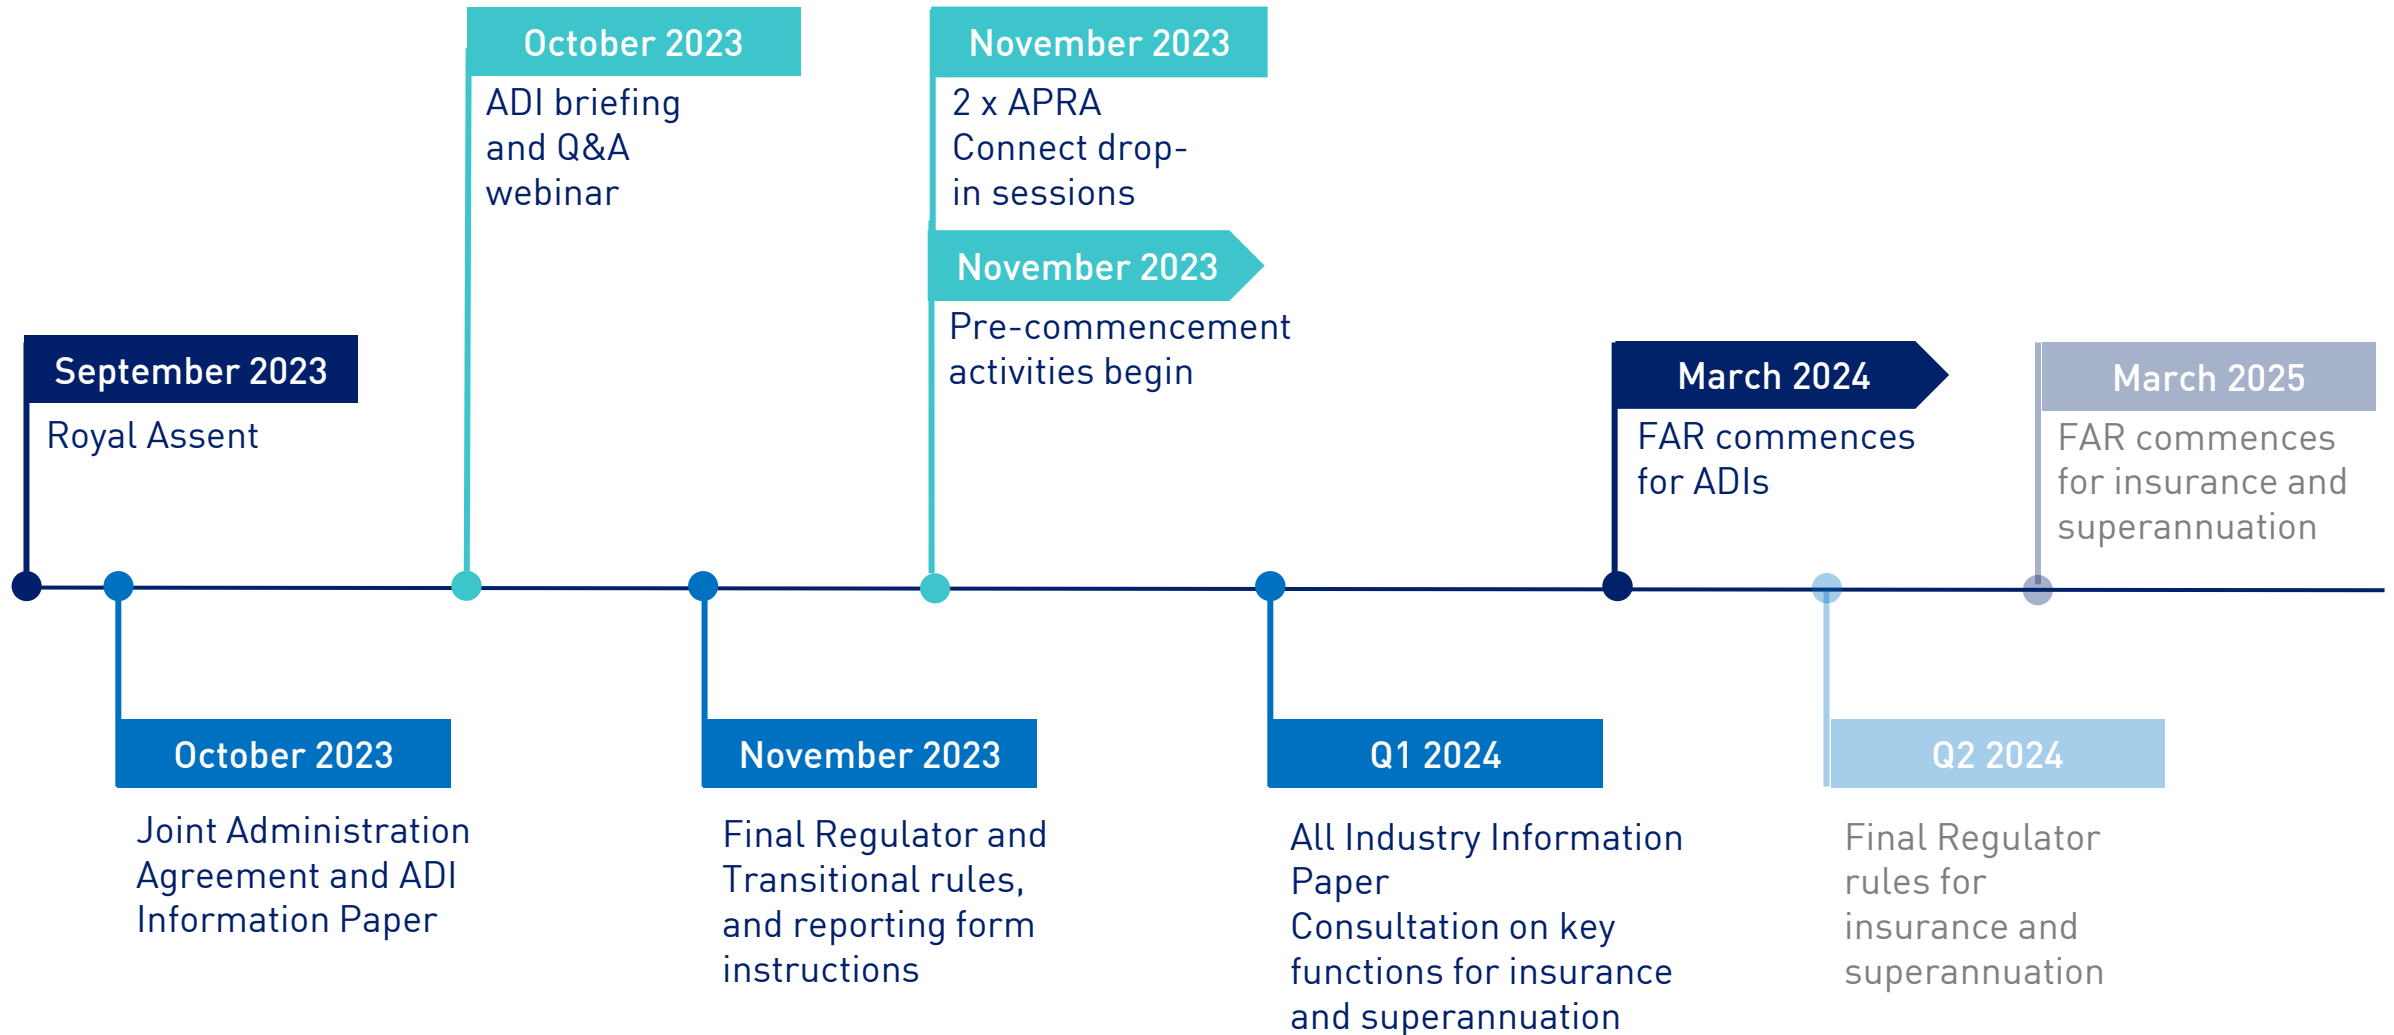 October 2023
ADI briefing
and Q&A
webinar
November 2023
2 x APRA
Connect drop-
in sessions
November 2023
Pre-commencement
activities begin
September 2023
Royal Assent
March 2024
FAR commences
for ADIs
March 2025
FAR commences
for insurance and
superannuation
October 2023
Joint Administration
Agreement and ADI
Information Paper
November 2023
Final Regulator and
Transitional rules,
and reporting form
instructions
Q1 2024
All Industry Information
Paper
Consultation on key
functions for insurance
and superannuation
Q2 2024
Final Regulator
rules for
insurance and
superannuation